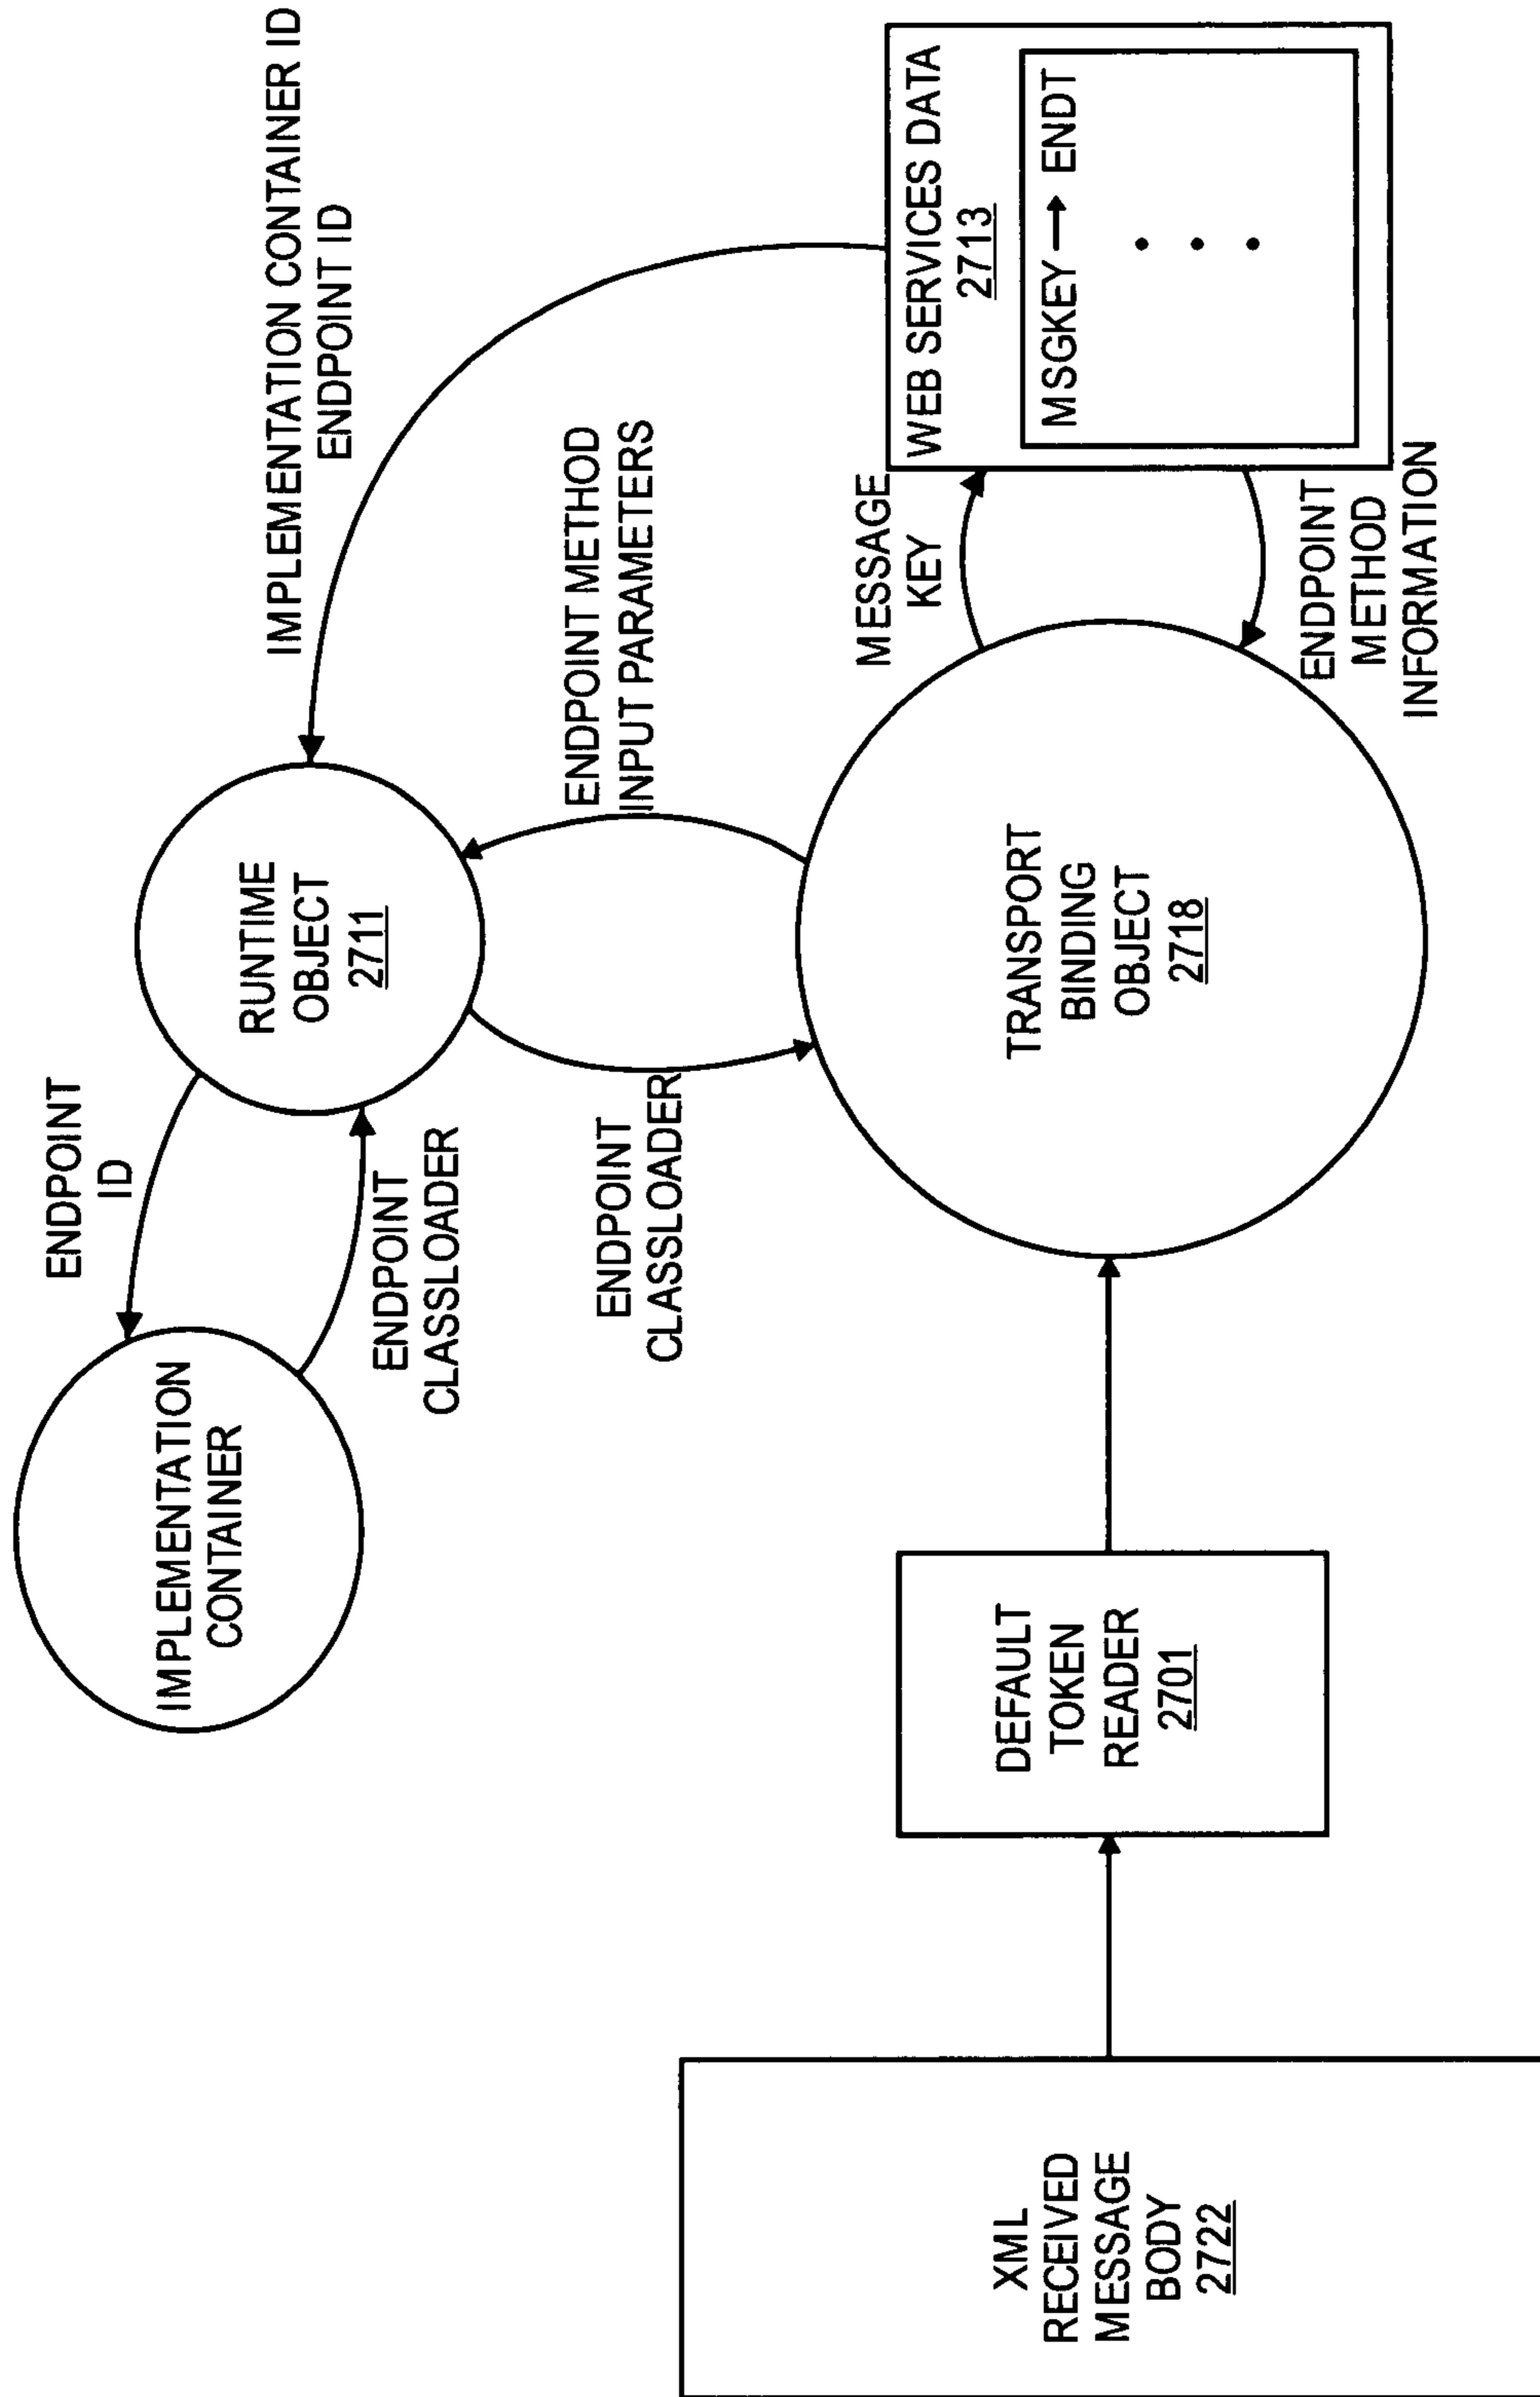 IMPLEMENTATION
CONTAINER
ENDPOINT
ID
ENDPOINT
CLASSLOADER
RUNTIME
OBJECT
2711
IMPLEMENTATION CONTAINER ID
ENDPOINT ID
ENDPOINT
CLASSLOADER
ENDPOINT METHOD
INPUT PARAMETERS
XML
RECEIVED
MESSAGE
BODY
2722
DEFAULT
TOKEN
READER
2701
TRANSPORT
BINDING
OBJECT
2718
MESSAGE
KEY
ENDPOINT
METHOD
INFORMATION
WEB SERVICES DATA
2713
MSGKEY → ENDT